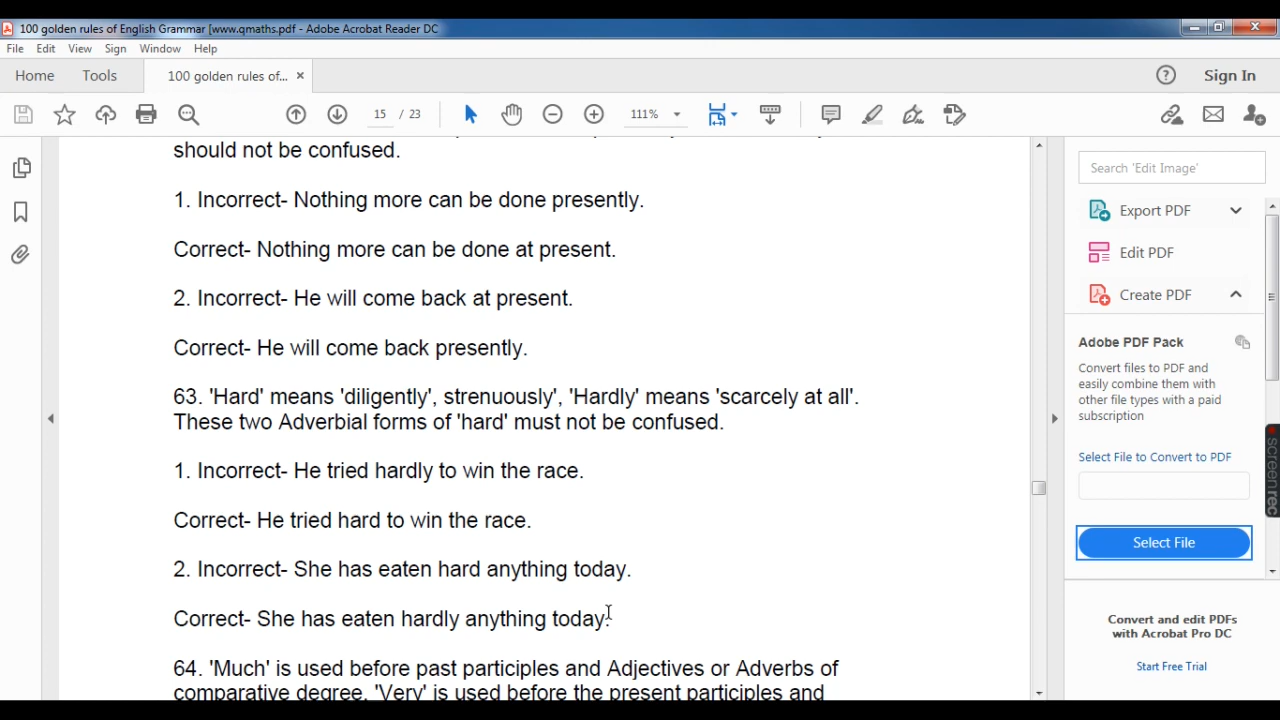 100 golden rules of English Grammar [www.qmaths.pdf - Adobe Acrobat Reader DC
File Edit View Sign Window Help
Home Tools 100 golden rules of... × Sign In
15 / 23 111%
should not be confused.
1. Incorrect- Nothing more can be done presently.
Correct- Nothing more can be done at present.
2. Incorrect- He will come back at present.
Correct- He will come back presently.
63. 'Hard' means 'diligently', strenuously', 'Hardly' means 'scarcely at all'.
These two Adverbial forms of 'hard' must not be confused.
1. Incorrect- He tried hardly to win the race.
Correct- He tried hard to win the race.
2. Incorrect- She has eaten hard anything today.
Correct- She has eaten hardly anything today.
64. 'Much' is used before past participles and Adjectives or Adverbs of
comparative degree. 'Very' is used before the present participles and
Search 'Edit Image'
Export PDF
Edit PDF
Create PDF
Adobe PDF Pack
Convert files to PDF and
easily combine them with
other file types with a paid
subscription
Select File to Convert to PDF
Select File
Convert and edit PDFs
with Acrobat Pro DC
Start Free Trial
screenrec